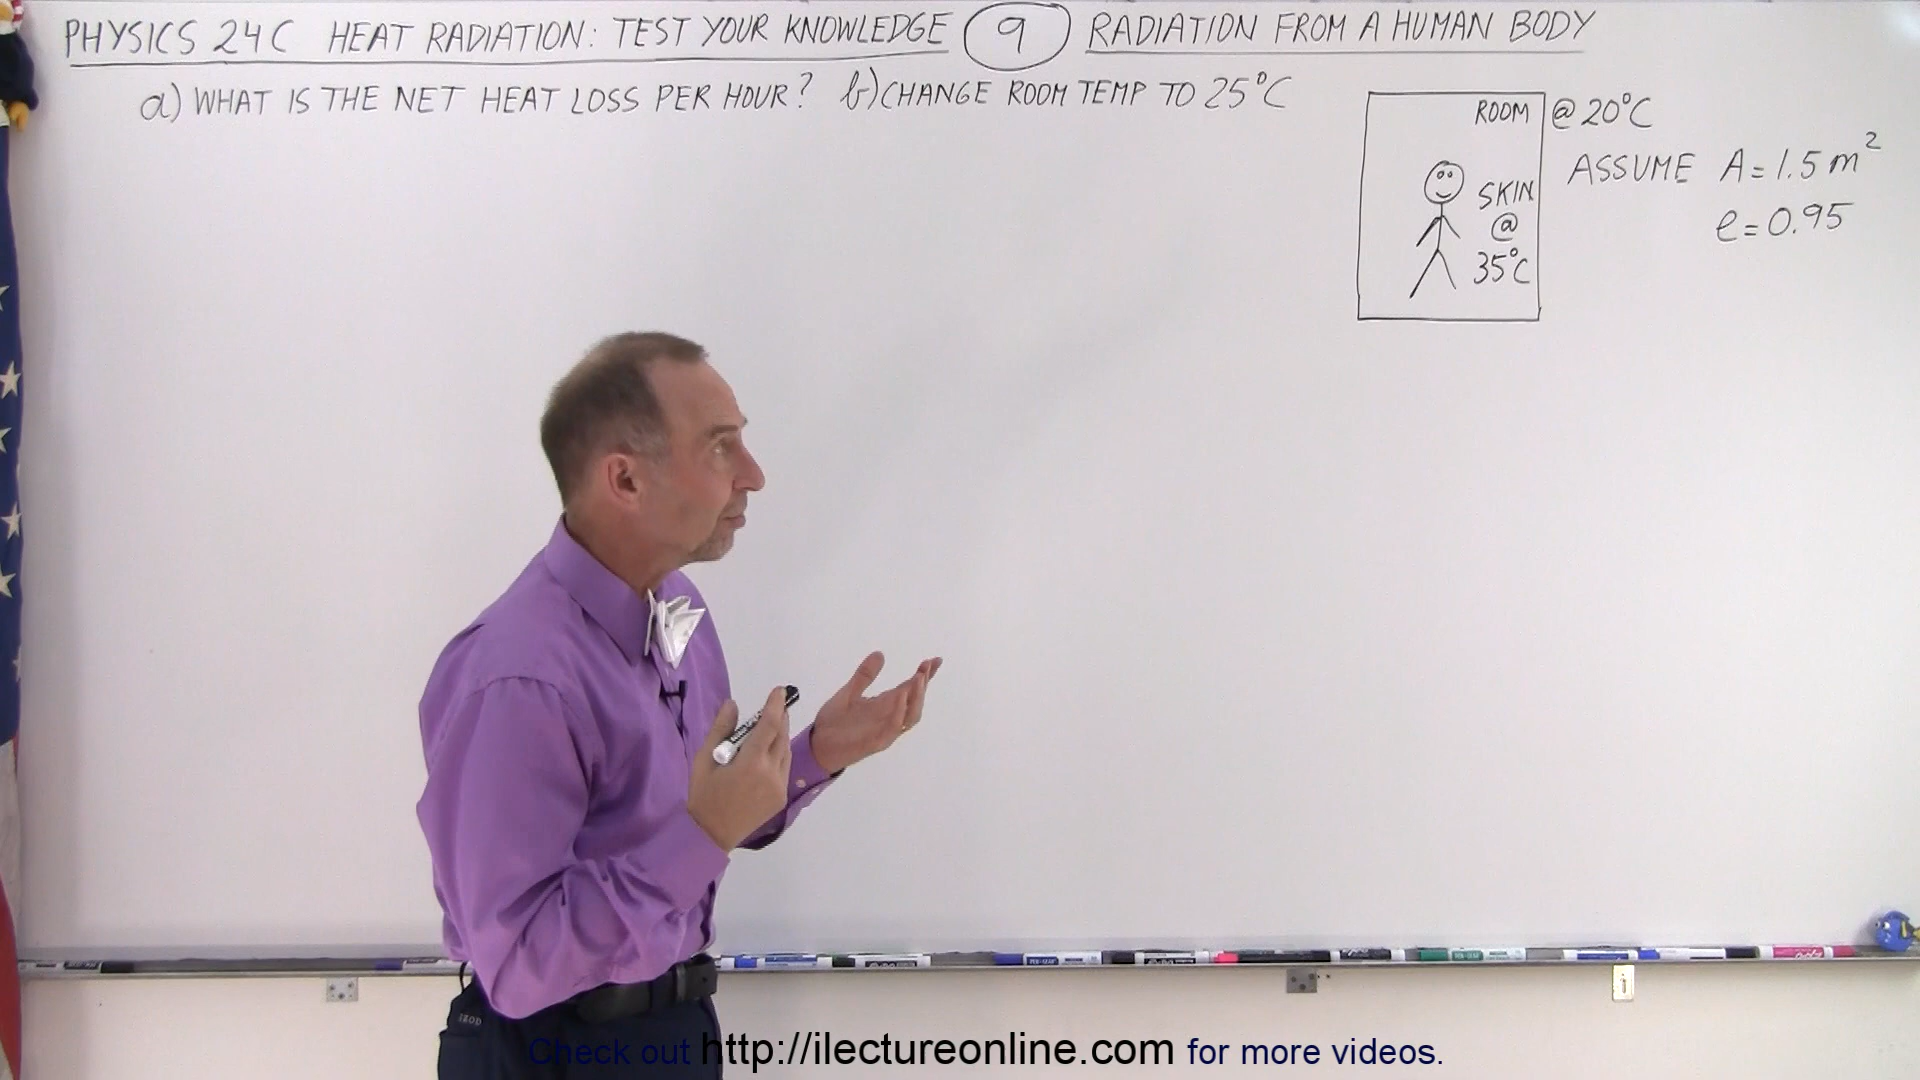 PHYSICS 24C HEAT RADIATION: TEST YOUR KNOWLEDGE 9 RADIATION FROM A HUMAN BODY
a) WHAT IS THE NET HEAT LOSS PER HOUR? b) CHANGE ROOM TEMP TO 25°C
ROOM @ 20°C
ASSUME A = 1.5 m²
SKIN
@
35°C
e = 0.95
IZOD
Check out http://ilectureonline.com for more videos.